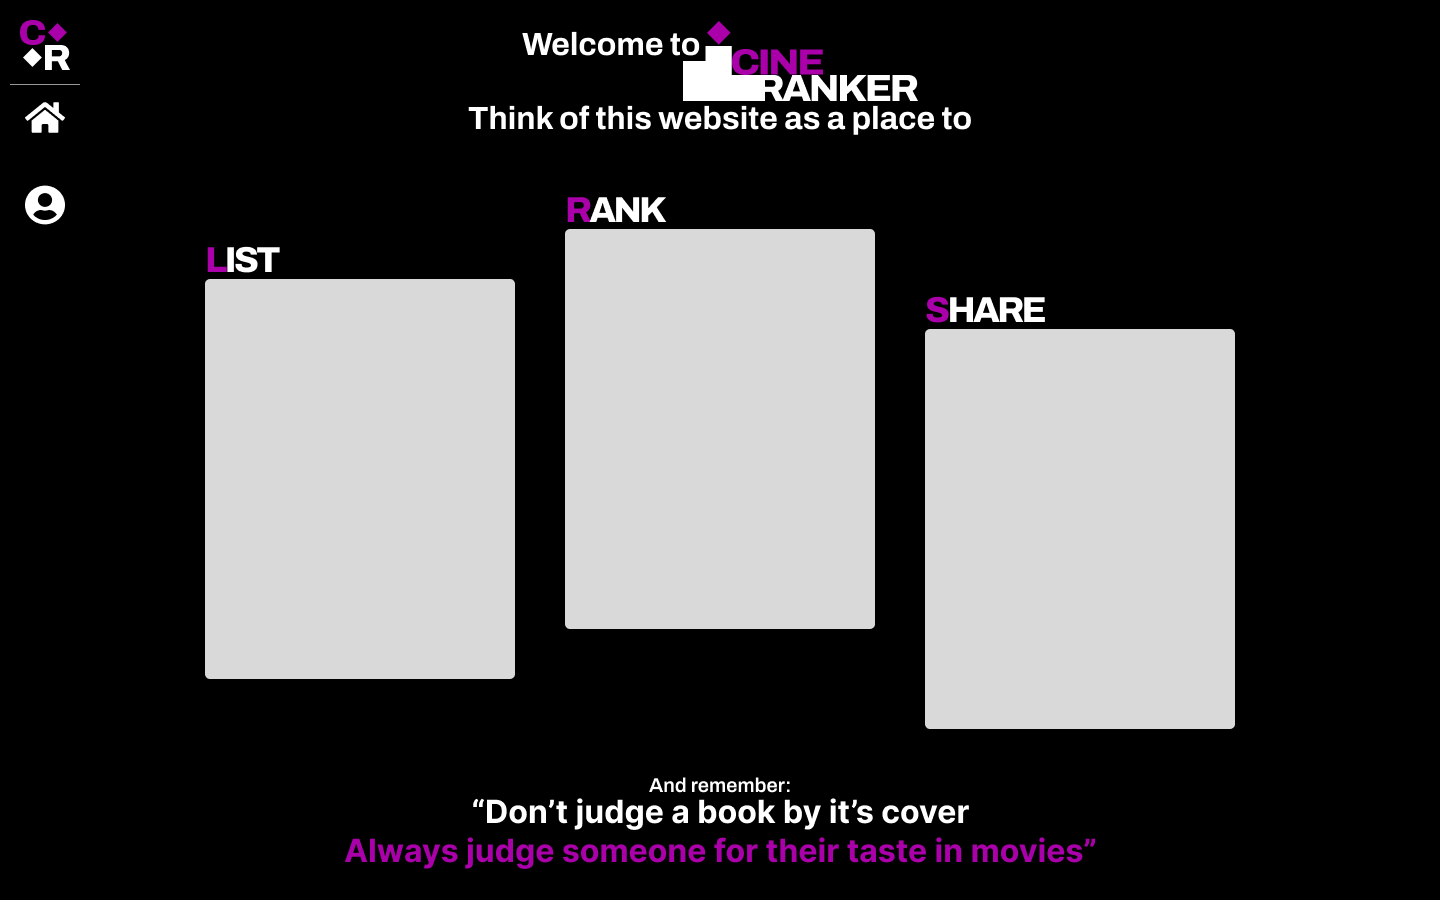 C
R
Welcome to
CINE
RANKER
Think of this website as a place to
LIST
RANK
SHARE
And remember:
“Don’t judge a book by it’s cover
Always judge someone for their taste in movies”